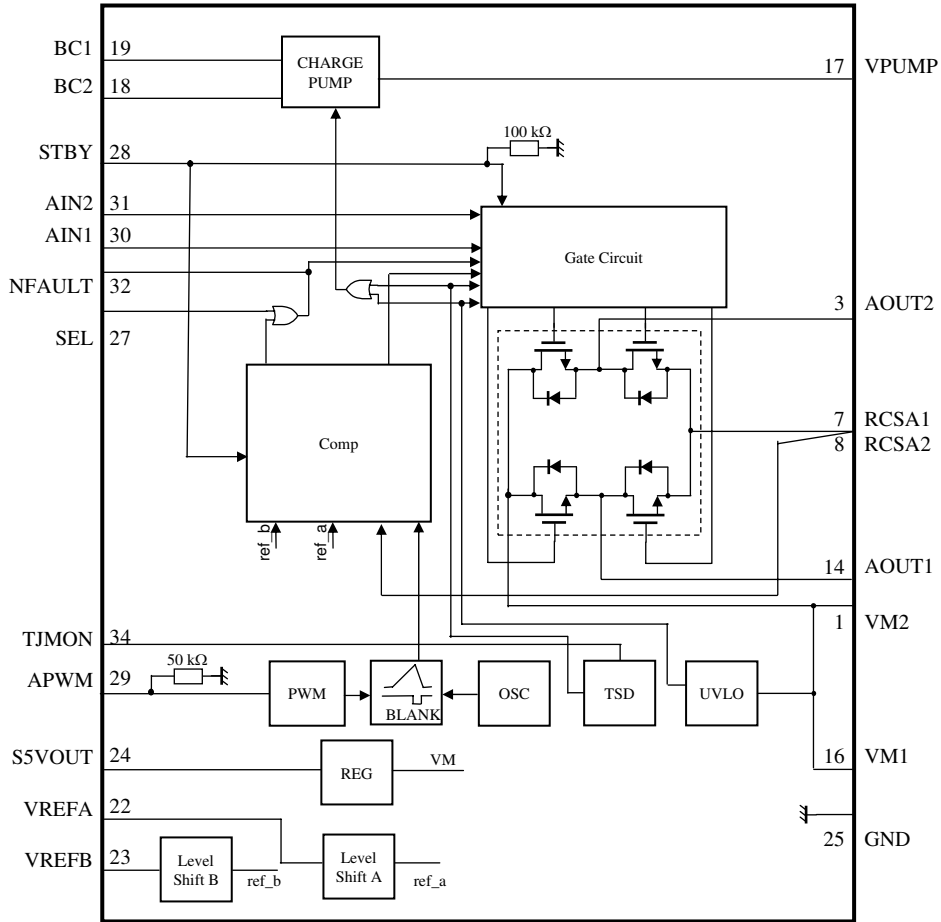 BC1 19
CHARGE
PUMP
17 VPUMP
BC2 18
100 kΩ
STBY 28
AIN2 31
AIN1 30
Gate Circuit
NFAULT 32
3 AOUT2
SEL 27
7 RCSA1
8 RCSA2
Comp
ref_b
ref_a
14 AOUT1
1 VM2
TJMON 34
50 kΩ
APWM 29
PWM
BLANK
OSC
TSD
UVLO
S5VOUT 24
REG
VM
16 VM1
VREFA 22
25 GND
VREFB 23
Level
Shift B
ref_b
Level
Shift A
ref_a